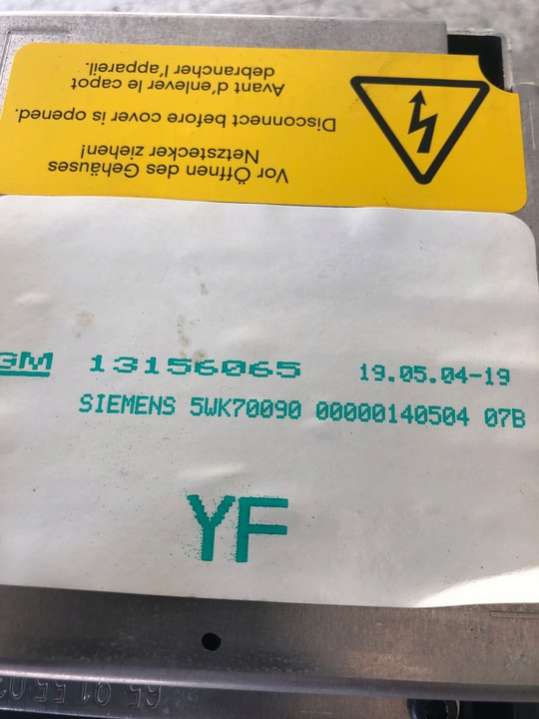 Vor Öffnen des Gehäuses
Netzstecker ziehen!
Disconnect before cover is opened.
Avant d'enlever le capot
debrancher l'appareil.
GM 13156065 19.05.04-19
SIEMENS 5WK70090 00000140504 07B
YF